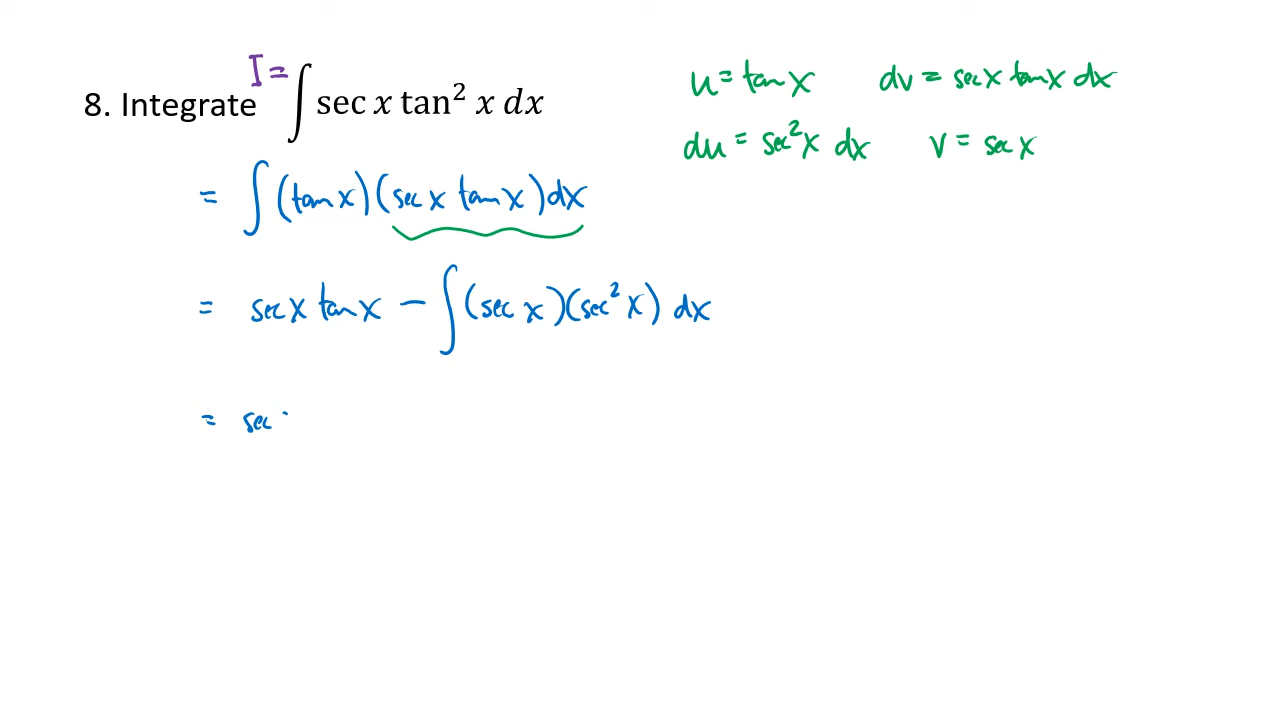 I =
8. Integrate ∫ sec x tan² x dx
= ∫ (tan x)(sec x tan x) dx
= sec x tan x − ∫ (sec x)(sec² x) dx
= sec
u = tan x dv = sec x tan x dx
du = sec² x dx v = sec x